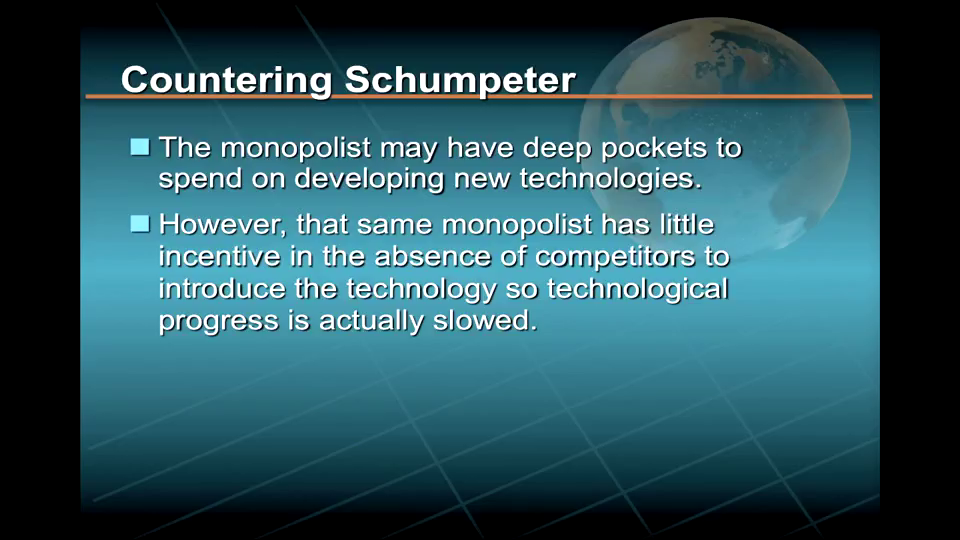 Countering Schumpeter
The monopolist may have deep pockets to
spend on developing new technologies.
However, that same monopolist has little
incentive in the absence of competitors to
introduce the technology so technological
progress is actually slowed.